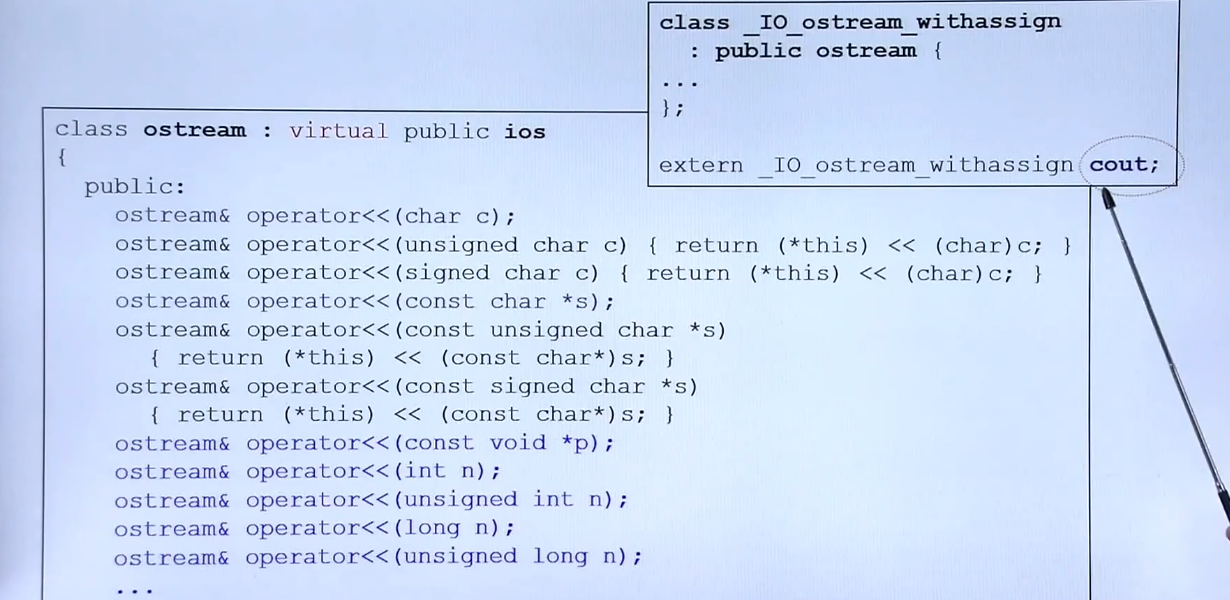 class _IO_ostream_withassign
: public ostream {
...
};
extern _IO_ostream_withassign cout;
class ostream : virtual public ios
{
public:
ostream& operator<<(char c);
ostream& operator<<(unsigned char c) { return (*this) << (char)c; }
ostream& operator<<(signed char c) { return (*this) << (char)c; }
ostream& operator<<(const char *s);
ostream& operator<<(const unsigned char *s)
{ return (*this) << (const char*)s; }
ostream& operator<<(const signed char *s)
{ return (*this) << (const char*)s; }
ostream& operator<<(const void *p);
ostream& operator<<(int n);
ostream& operator<<(unsigned int n);
ostream& operator<<(long n);
ostream& operator<<(unsigned long n);
...